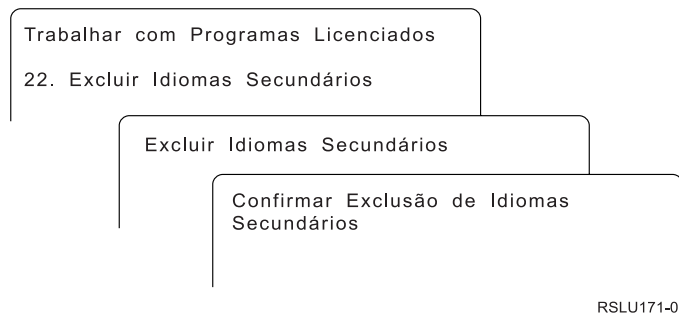 Trabalhar com Programas Licenciados
22. Excluir Idiomas Secundários
Excluir Idiomas Secundários
Confirmar Exclusão de Idiomas
Secundários
RSLU171-0